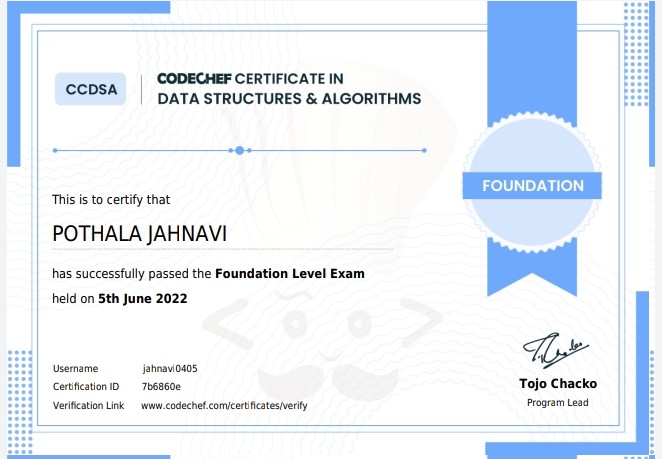 CCDSA
CODECHEF CERTIFICATE IN
DATA STRUCTURES & ALGORITHMS
FOUNDATION
This is to certify that
POTHALA JAHNAVI
has successfully passed the Foundation Level Exam
held on 5th June 2022
Username jahnavi0405
Certification ID 7b6860e
Verification Link www.codechef.com/certificates/verify
Tojo Chacko
Program Lead